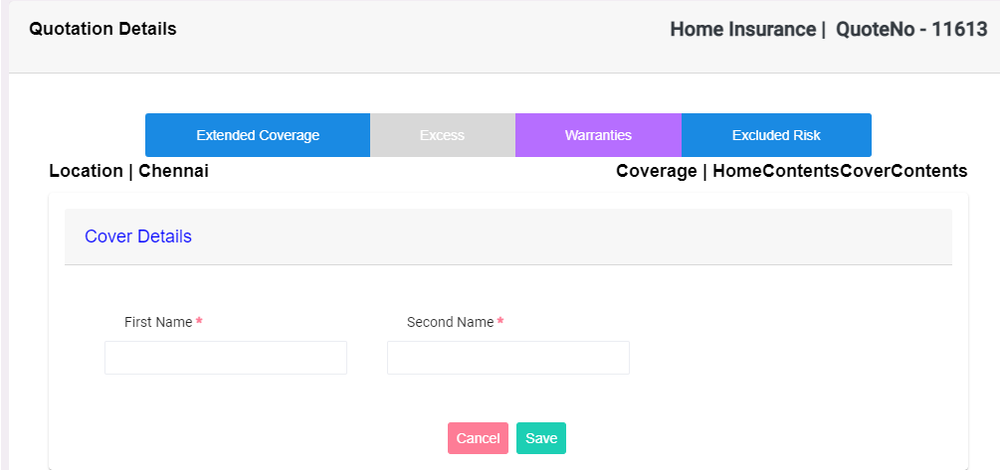 Quotation Details Home Insurance | QuoteNo - 11613
Extended Coverage Excess Warranties Excluded Risk
Location | Chennai Coverage | HomeContentsCoverContents
Cover Details
First Name * Second Name *
Cancel Save